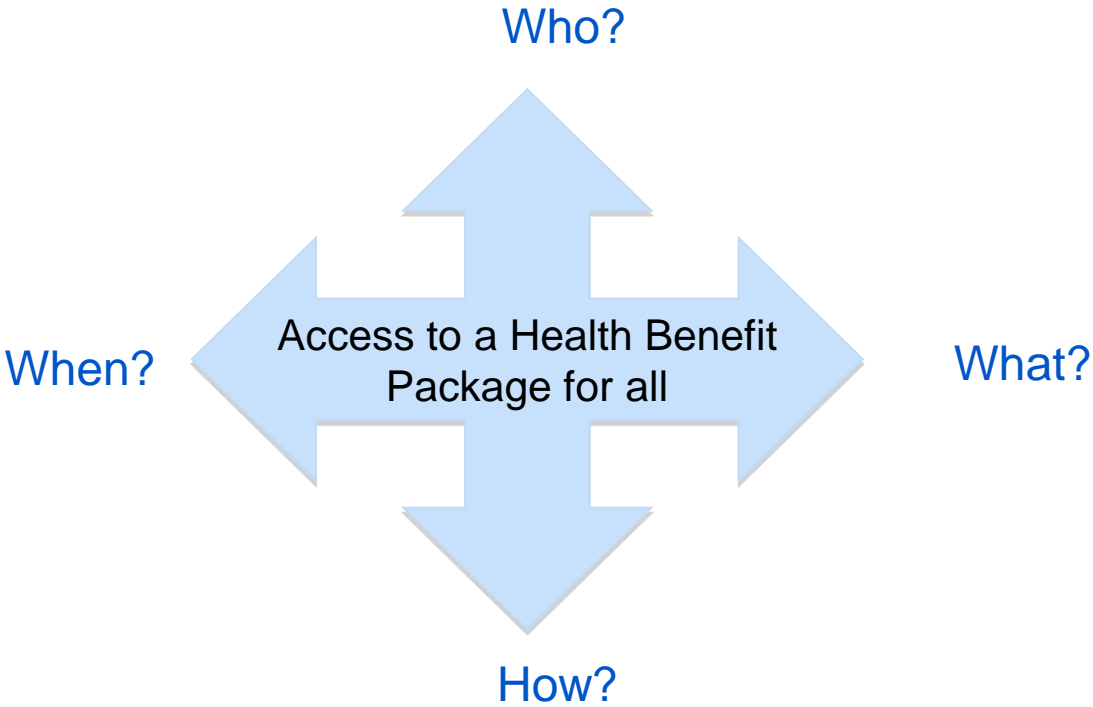 Who?
Access to a Health Benefit
Package for all
When?
What?
How?